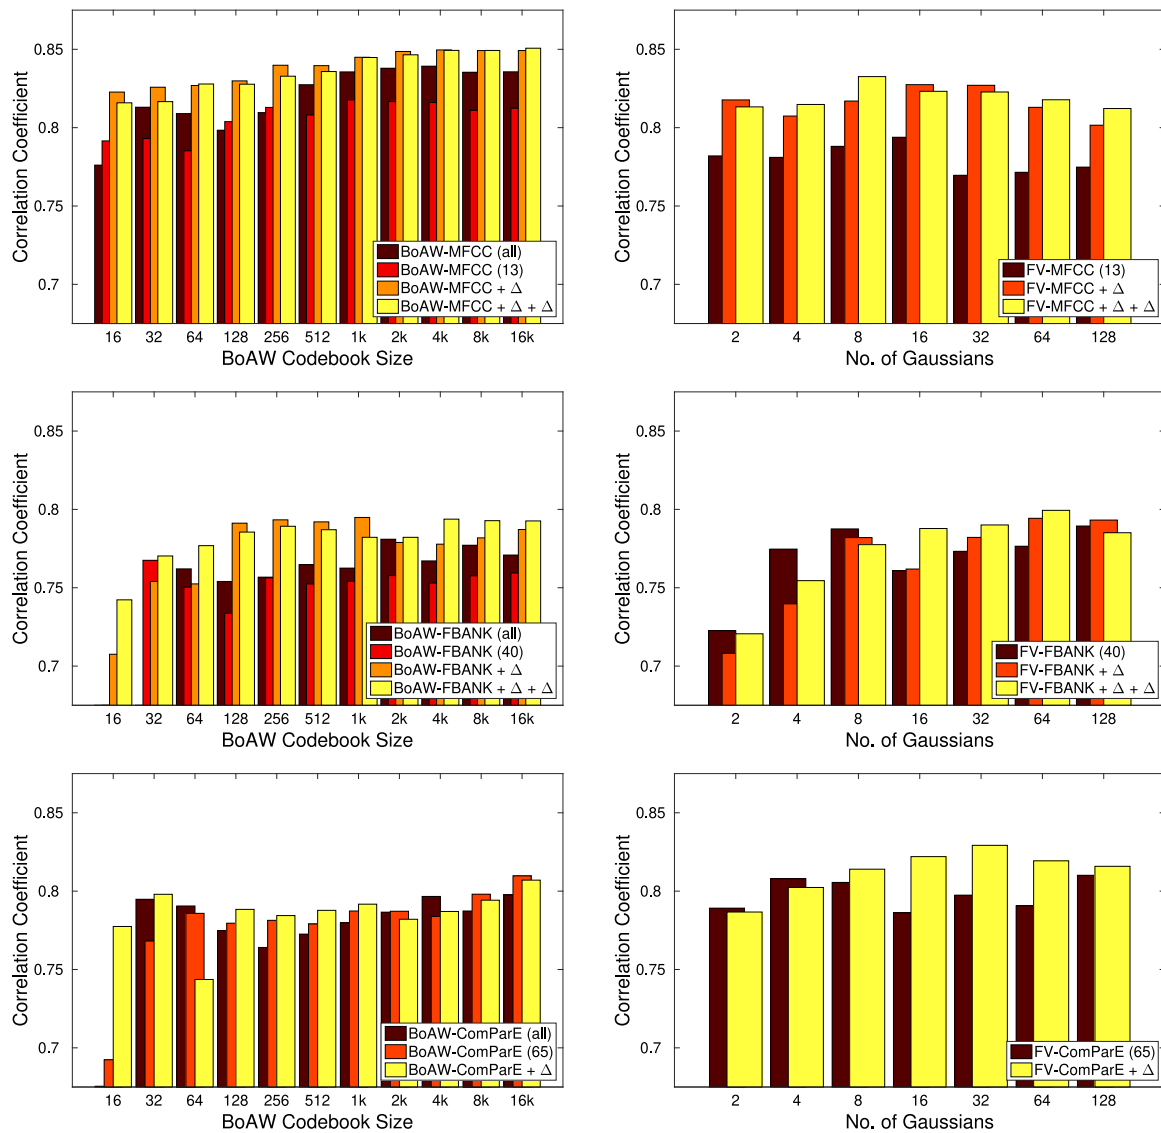 0.85
0.8
0.75
0.7
Correlation Coefficient
BoAW-MFCC (all)
BoAW-MFCC (13)
BoAW-MFCC + Δ
BoAW-MFCC + Δ + Δ
16 32 64 128 256 512 1k 2k 4k 8k 16k
BoAW Codebook Size
0.85
0.8
0.75
0.7
Correlation Coefficient
FV-MFCC (13)
FV-MFCC + Δ
FV-MFCC + Δ + Δ
2 4 8 16 32 64 128
No. of Gaussians
0.85
0.8
0.75
0.7
Correlation Coefficient
BoAW-FBANK (all)
BoAW-FBANK (40)
BoAW-FBANK + Δ
BoAW-FBANK + Δ + Δ
16 32 64 128 256 512 1k 2k 4k 8k 16k
BoAW Codebook Size
0.85
0.8
0.75
0.7
Correlation Coefficient
FV-FBANK (40)
FV-FBANK + Δ
FV-FBANK + Δ + Δ
2 4 8 16 32 64 128
No. of Gaussians
0.85
0.8
0.75
0.7
Correlation Coefficient
BoAW-ComParE (all)
BoAW-ComParE (65)
BoAW-ComParE + Δ
16 32 64 128 256 512 1k 2k 4k 8k 16k
BoAW Codebook Size
0.85
0.8
0.75
0.7
Correlation Coefficient
FV-ComParE (65)
FV-ComParE + Δ
2 4 8 16 32 64 128
No. of Gaussians